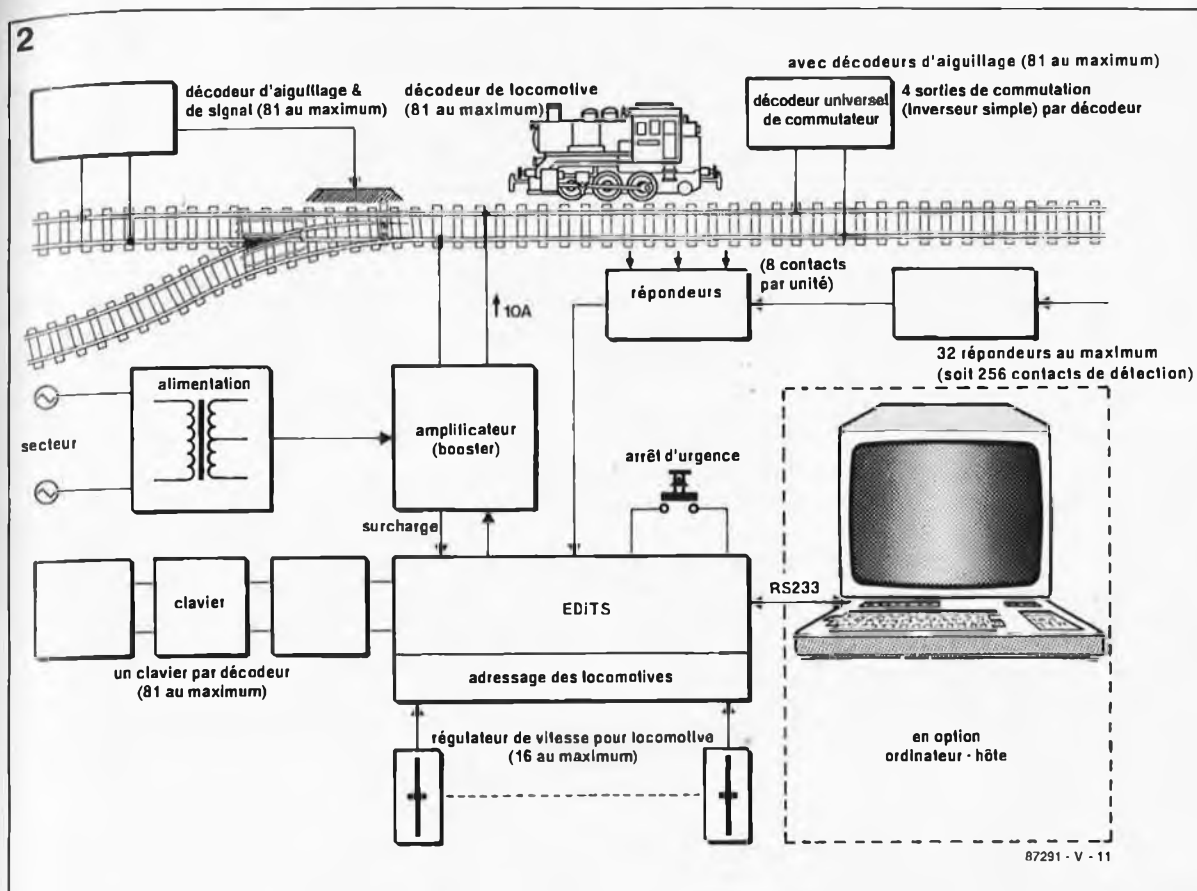 2
avec décodeurs d'aiguillage (81 au maximum)
décodeur d'aiguillage &
de signal (81 au maximum)
décodeur de locomotive
(81 au maximum)
décodeur universel
de commutateur
4 sorties de commutation
(Inverseur simple) par décodeur
10A
répondeurs
(8 contacts
par unité)
32 répondeurs au maximum
(soit 256 contacts de détection)
alimentation
secteur
amplificateur
(booster)
arrêt d'urgence
surcharge
clavier
EDiTS
RS233
un clavier par décodeur
(81 au maximum)
adressage des locomotives
régulateur de vitesse pour locomotive
(16 au maximum)
en option
ordinateur - hôte
87291 - V - 11